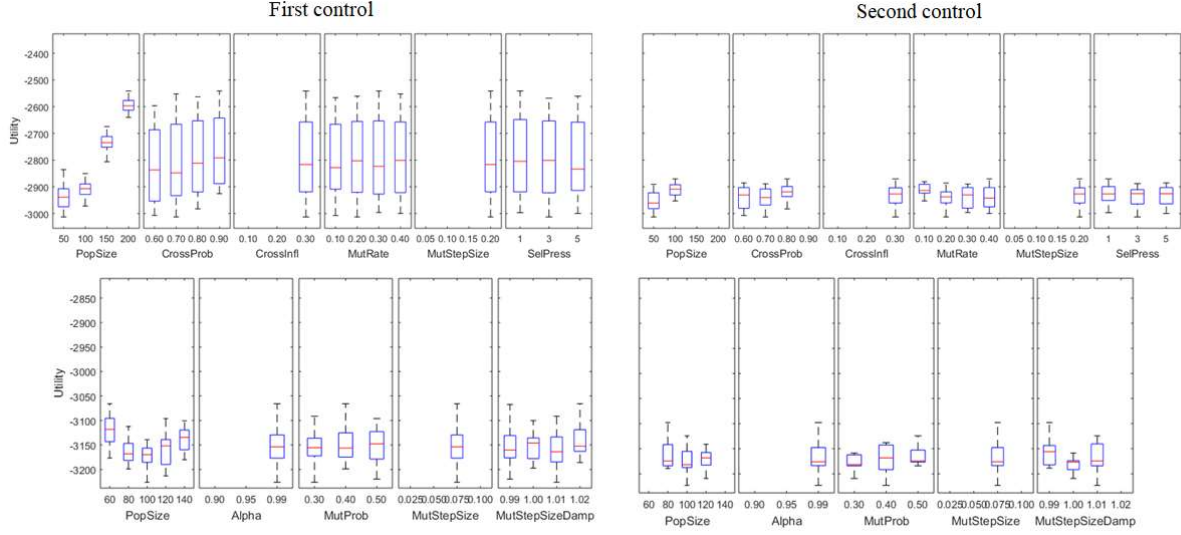 First control
Second control
-2400
-2500
-2600
-2700
-2800
-2900
-3000
Utility
50 100 150 200
0.60 0.70 0.80 0.90
0.10 0.20 0.30
0.10 0.20 0.30 0.40
0.05 0.10 0.15 0.20
1 3 5
PopSize
CrossProb
CrossInfl
MutRate
MutStepSize
SelPress
-2400
-2500
-2600
-2700
-2800
-2900
-3000
50 100 150 200
0.60 0.70 0.80 0.90
0.10 0.20 0.30
0.10 0.20 0.30 0.40
0.05 0.10 0.15 0.20
1 3 5
PopSize
CrossProb
CrossInfl
MutRate
MutStepSize
SelPress
-2850
-2900
-2950
-3000
-3050
-3100
-3150
-3200
Utility
60 80 100 120 140
0.90 0.95 0.99
0.30 0.40 0.50
0.025 0.050 0.075 0.100
0.99 1.00 1.01 1.02
PopSize
Alpha
MutProb
MutStepSize
MutStepSizeDamp
60 80 100 120 140
0.90 0.95 0.99
0.30 0.40 0.50
0.025 0.050 0.075 0.100
0.99 1.00 1.01 1.02
PopSize
Alpha
MutProb
MutStepSize
MutStepSizeDamp